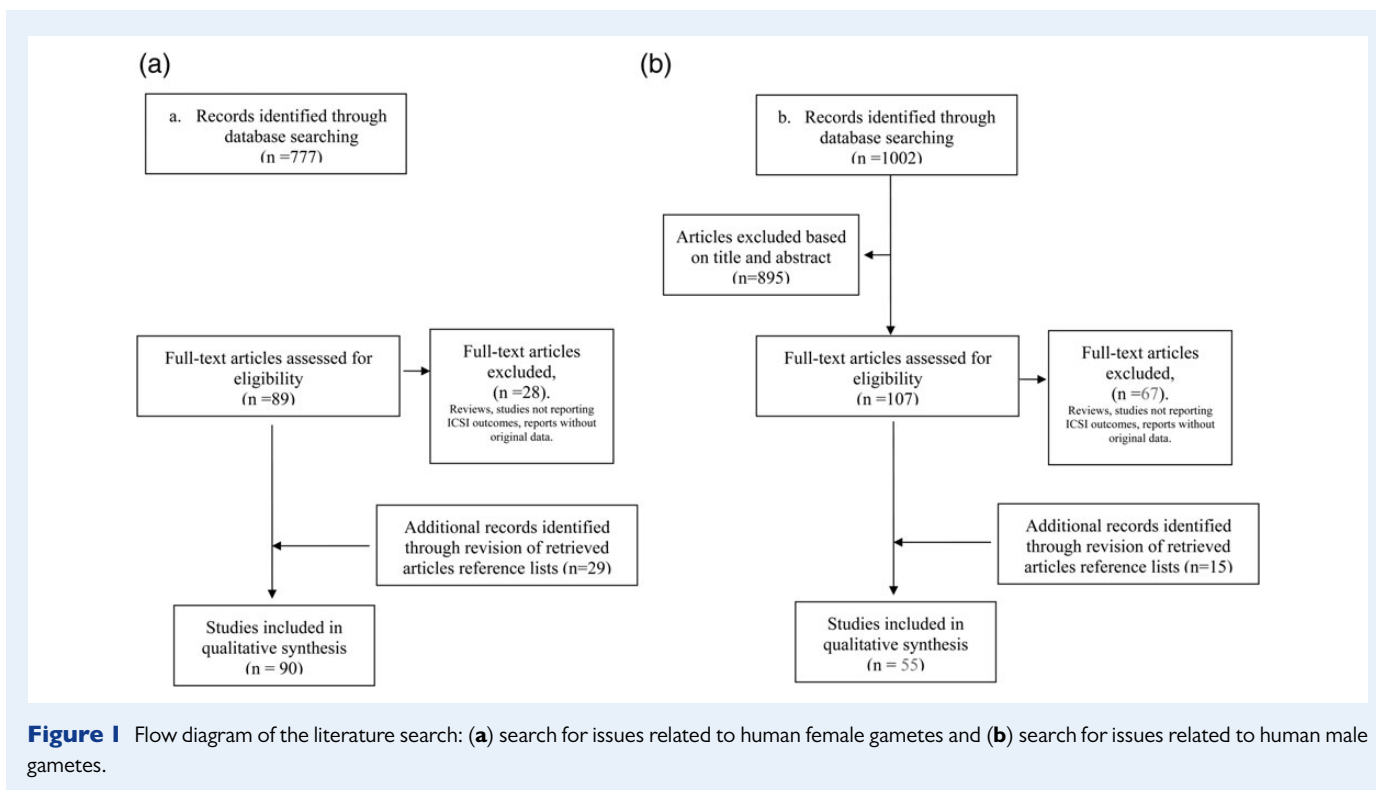 (a)
a. Records identified through
database searching
(n =777)
Full-text articles assessed for
eligibility
(n =89)
Full-text articles
excluded,
(n =28).
Reviews, studies not reporting
ICSI outcomes, reports without
original data.
Additional records identified
through revision of retrieved
articles reference lists (n=29)
Studies included in
qualitative synthesis
(n = 90)
(b)
b. Records identified through
database searching
(n =1002)
Articles excluded based
on title and abstract
(n=895)
Full-text articles assessed for
eligibility
(n =107)
Full-text articles
excluded,
(n =67).
Reviews, studies not reporting
ICSI outcomes, reports without
original data.
Additional records identified
through revision of retrieved
articles reference lists (n=15)
Studies included in
qualitative synthesis
(n = 55)
Figure 1 Flow diagram of the literature search: (a) search for issues related to human female gametes and (b) search for issues related to human male
gametes.